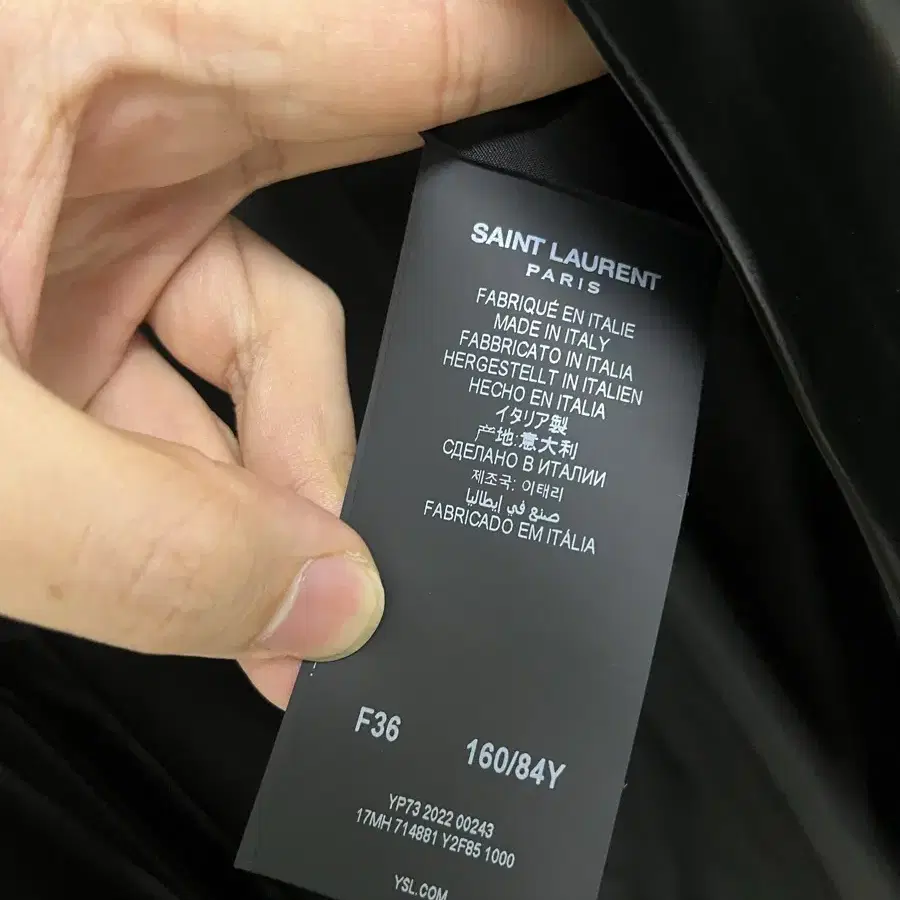 SAINT LAURENT
PARIS
FABRIQUÉ EN ITALIE
MADE IN ITALY
FABBRICATO IN ITALIA
HERGESTELLT IN ITALIEN
HECHO EN ITALIA
イタリア製
产地:意大利
СДЕЛАНО В ИТАЛИИ
제조국: 이태리
صنع في إيطاليا
FABRICADO EM ITÁLIA
F36 160/84Y
YP73 2022 00243
17MH 714881 Y2F85 1000
YSL.COM